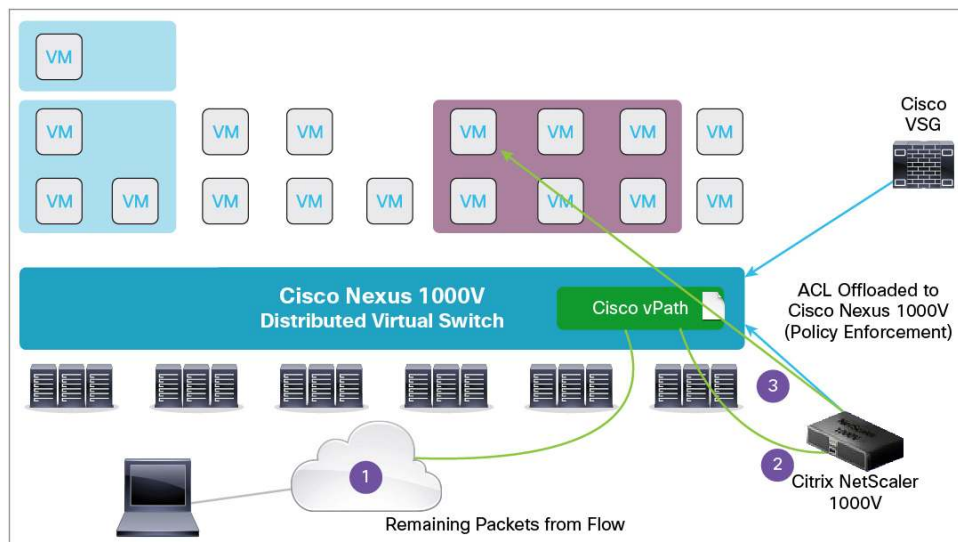 VM
VM VM VM VM VM VM VM
VM VM VM VM VM VM VM VM VM
Cisco
VSG
Cisco Nexus 1000V
Distributed Virtual Switch
Cisco vPath
ACL Offloaded to
Cisco Nexus 1000V
(Policy Enforcement)
3
NetScaler
1000V
1
2
Citrix NetScaler
1000V
Remaining Packets from Flow